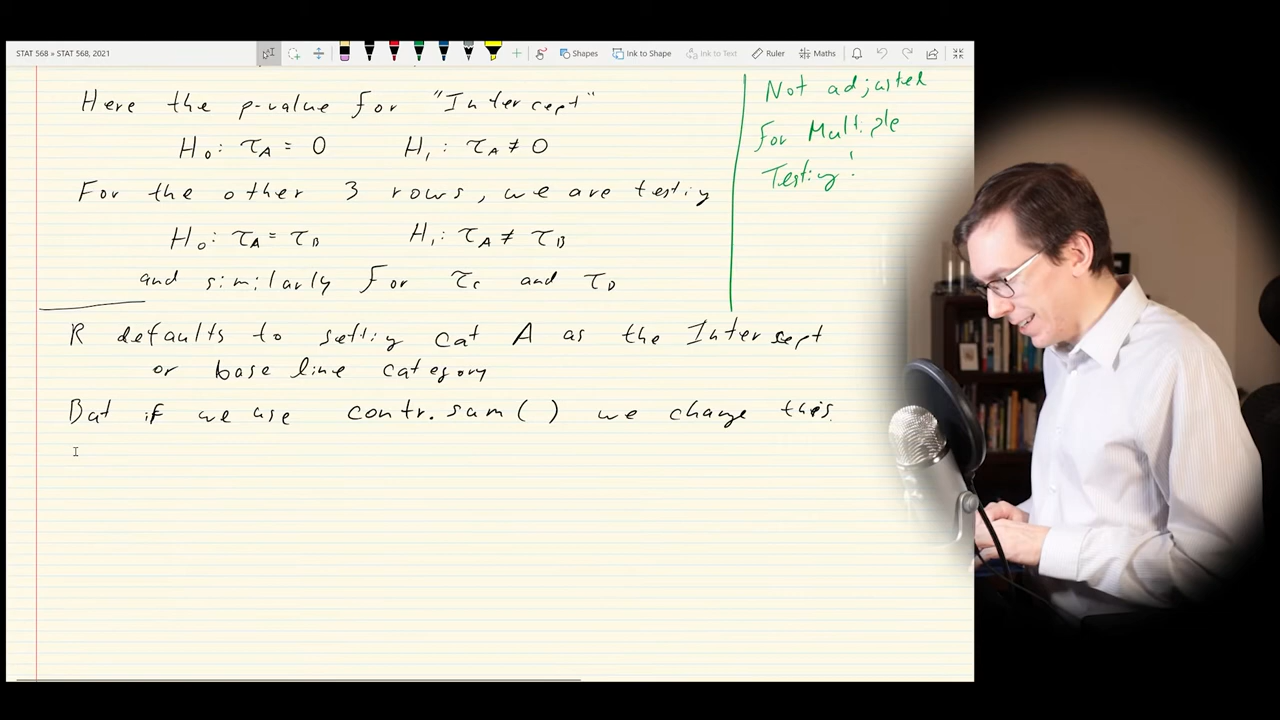 STAT 568 » STAT 568, 2021
Shapes
Ink to Shape
Ink to Text
Ruler
Maths
Here the p-value for "Intercept"
H₀: τA = 0 H₁: τA ≠ 0
For the other 3 rows, we are testing
H₀: τA = τB H₁: τA ≠ τB
and similarly for τC and τD
Not adjusted
For Multiple
Testing!
R defaults to setting cat A as the Intercept
or baseline category
But if we use contr.sum() we change this.